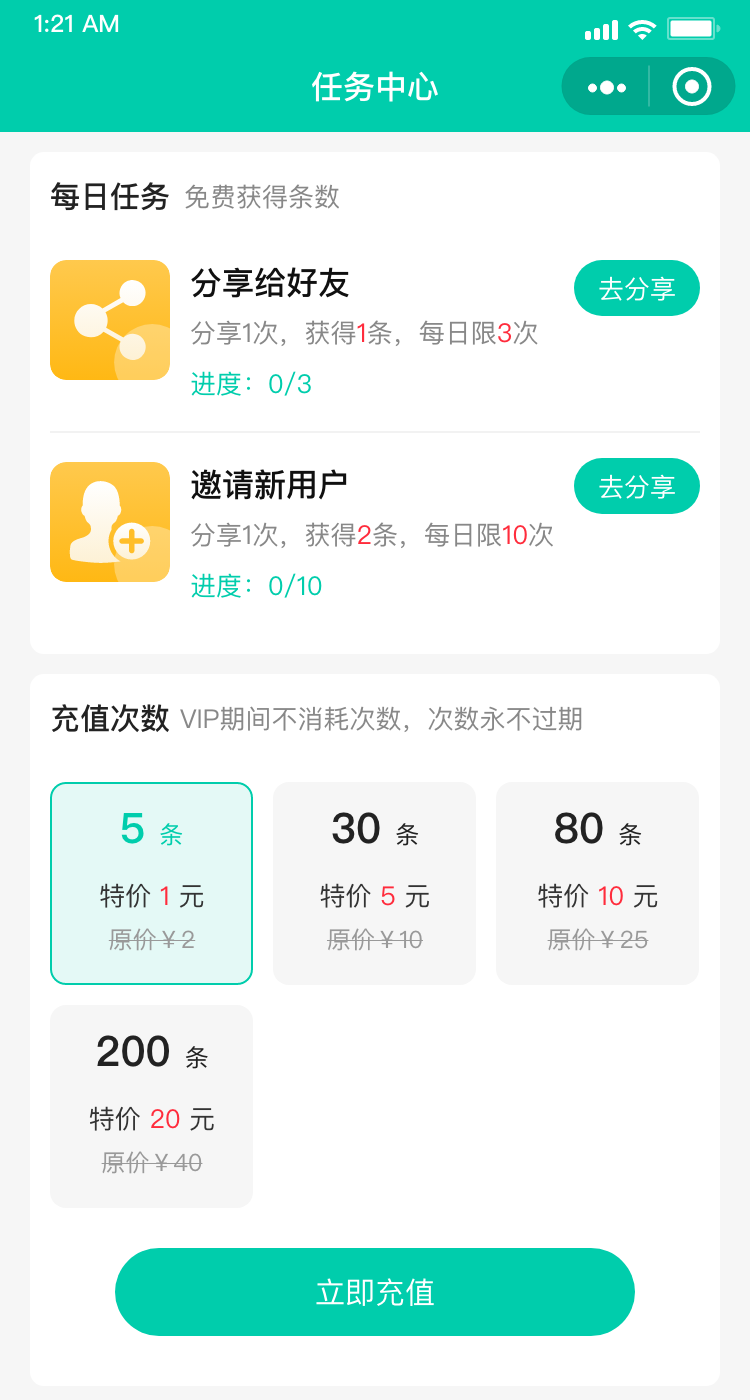 1:21 AM
任务中心
每日任务 免费获得条数
分享给好友
去分享
分享1次，获得1条，每日限3次
进度：0/3
邀请新用户
去分享
分享1次，获得2条，每日限10次
进度：0/10
充值次数 VIP期间不消耗次数，次数永不过期
5 条
特价 1 元
原价￥2
30 条
特价 5 元
原价￥10
80 条
特价 10 元
原价￥25
200 条
特价 20 元
原价￥40
立即充值